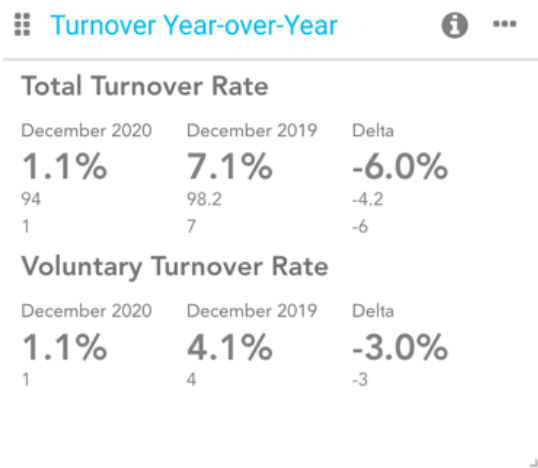 Turnover Year-over-Year
Total Turnover Rate
December 2020 December 2019 Delta
1.1% 7.1% -6.0%
94 98.2 -4.2
1 7 -6
Voluntary Turnover Rate
December 2020 December 2019 Delta
1.1% 4.1% -3.0%
1 4 -3